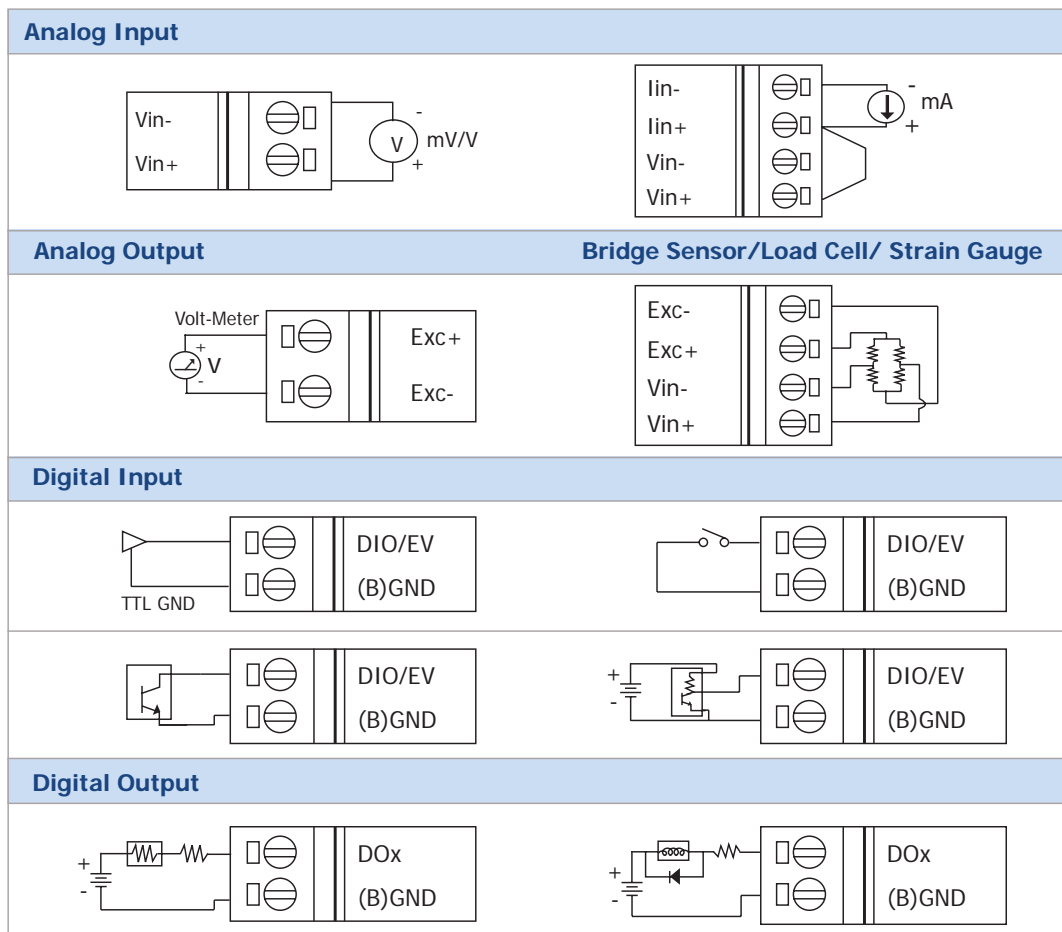 Analog Input
Vin-
Vin+
-
V
mV/V
+
Iin-
Iin+
Vin-
Vin+
-
mA
+
Analog Output
Bridge Sensor/Load Cell/ Strain Gauge
Volt-Meter
+
V
-
Exc+
Exc-
Exc-
Exc+
Vin-
Vin+
Digital Input
TTL GND
DIO/EV
(B)GND
DIO/EV
(B)GND
DIO/EV
(B)GND
+
-
DIO/EV
(B)GND
Digital Output
+
-
DOx
(B)GND
+
-
DOx
(B)GND